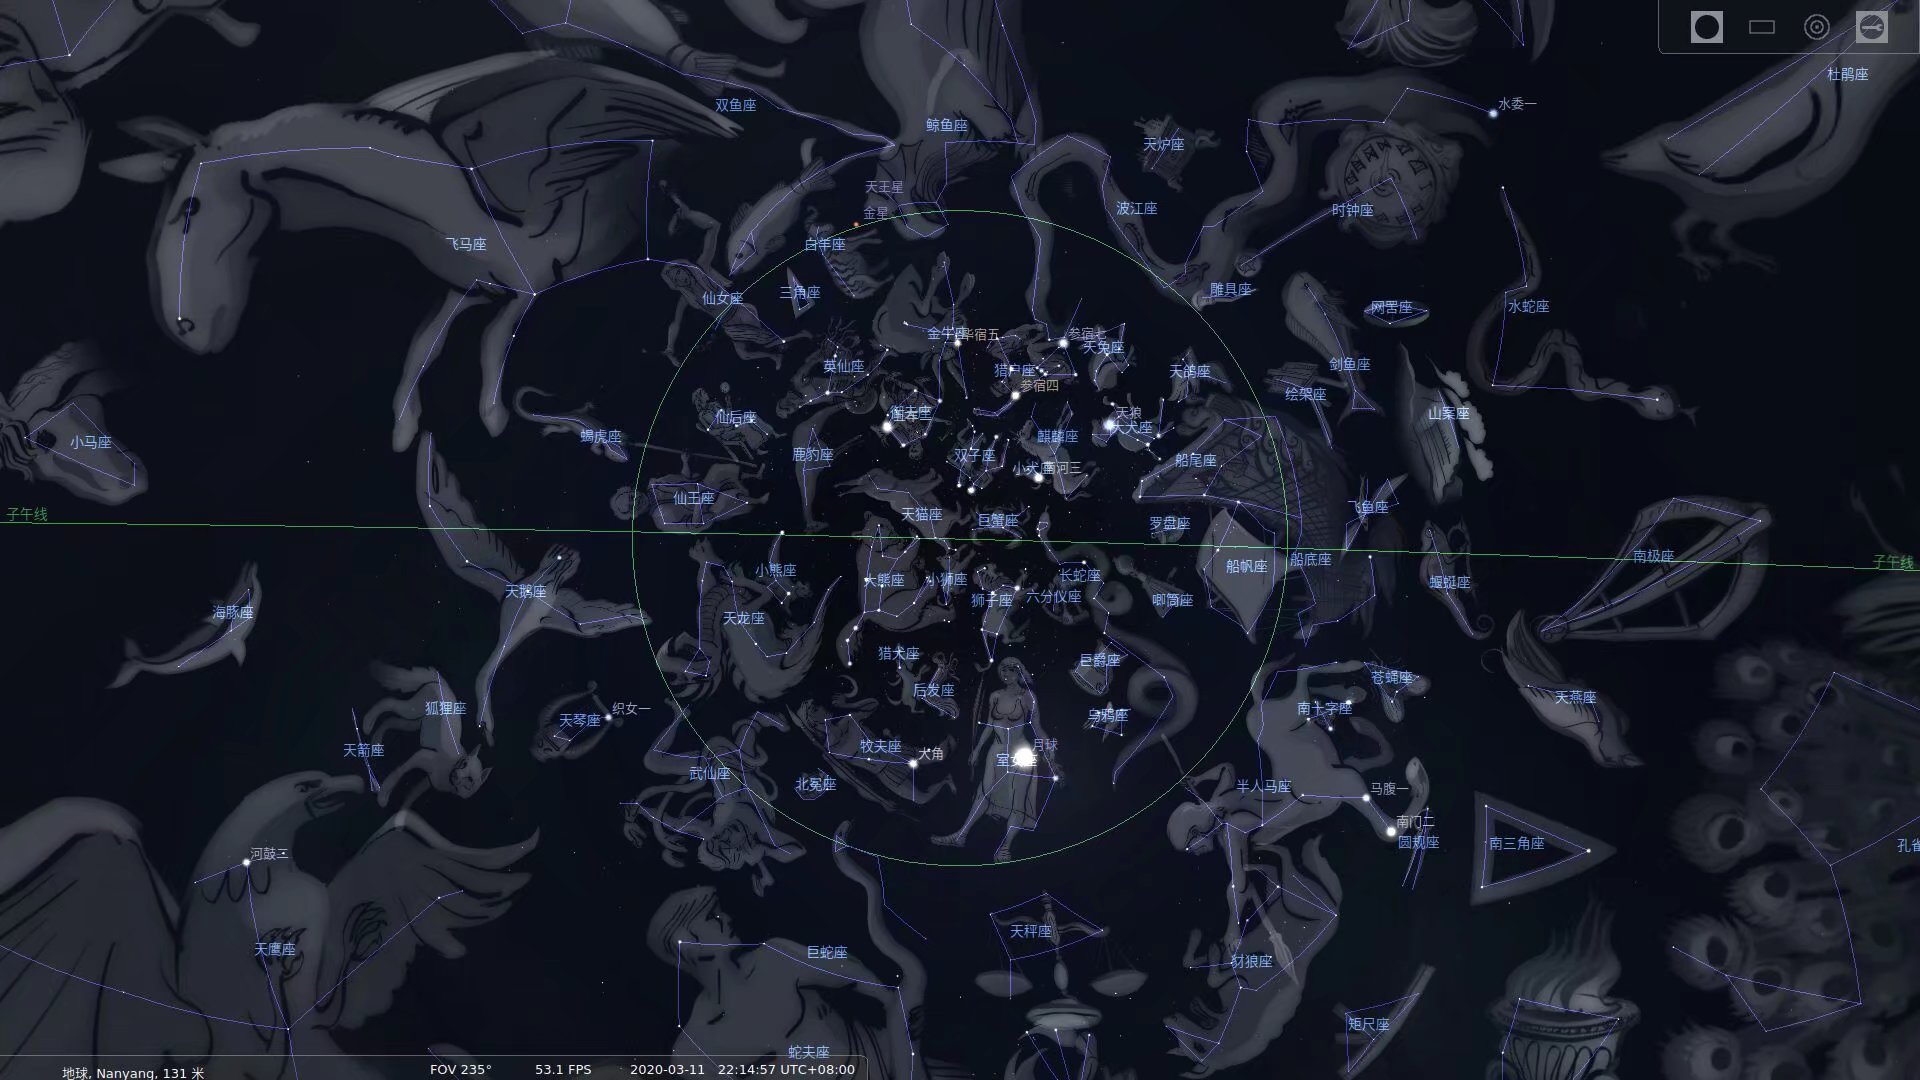 杜鹃座
水委一
双鱼座
鲸鱼座
天炉座
天王星
金星
波江座
时钟座
飞马座
白羊座
仙女座
三角座
雕具座
网罟座
水蛇座
金牛座
毕宿五
参宿七
天兔座
英仙座
猎户座
参宿四
天鸽座
剑鱼座
绘架座
仙后座
御夫座
天狼
天犬座
山案座
小马座
蝎虎座
鹿豹座
麒麟座
双子座
小犬座
南河三
船尾座
仙王座
飞鱼座
子午线
天猫座
巨蟹座
罗盘座
南极座
子午线
小熊座
大熊座
小狮座
长蛇座
船帆座
船底座
蝘蜓座
海豚座
天鹅座
天龙座
狮子座
六分仪座
唧筒座
猎犬座
后发座
巨爵座
苍蝇座
天燕座
狐狸座
天琴座
织女一
乌鸦座
南十字座
天箭座
牧夫座
大角
室女座
月球
武仙座
北冕座
半人马座
马腹一
南门二
圆规座
南三角座
孔雀
河鼓二
天鹰座
巨蛇座
天秤座
豺狼座
矩尺座
蛇夫座
地球, Nanyang, 131 米
FOV 235°
53.1 FPS
2020-03-11 22:14:57 UTC+08:00